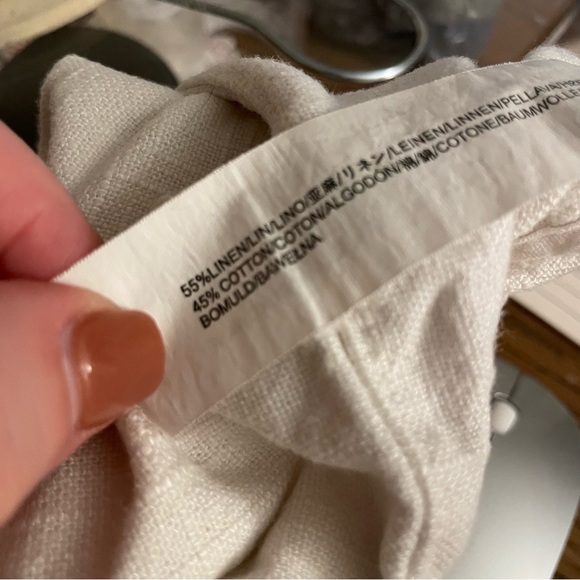 55%LINEN/LIN/LINO/亚麻/リネン/LEINEN/LINNEN/PELLAVA
45% COTTON/COTON/ALGODÓN/棉/綿/COTONE/BAUMWOLLE
BOMULD/BAWEŁNA